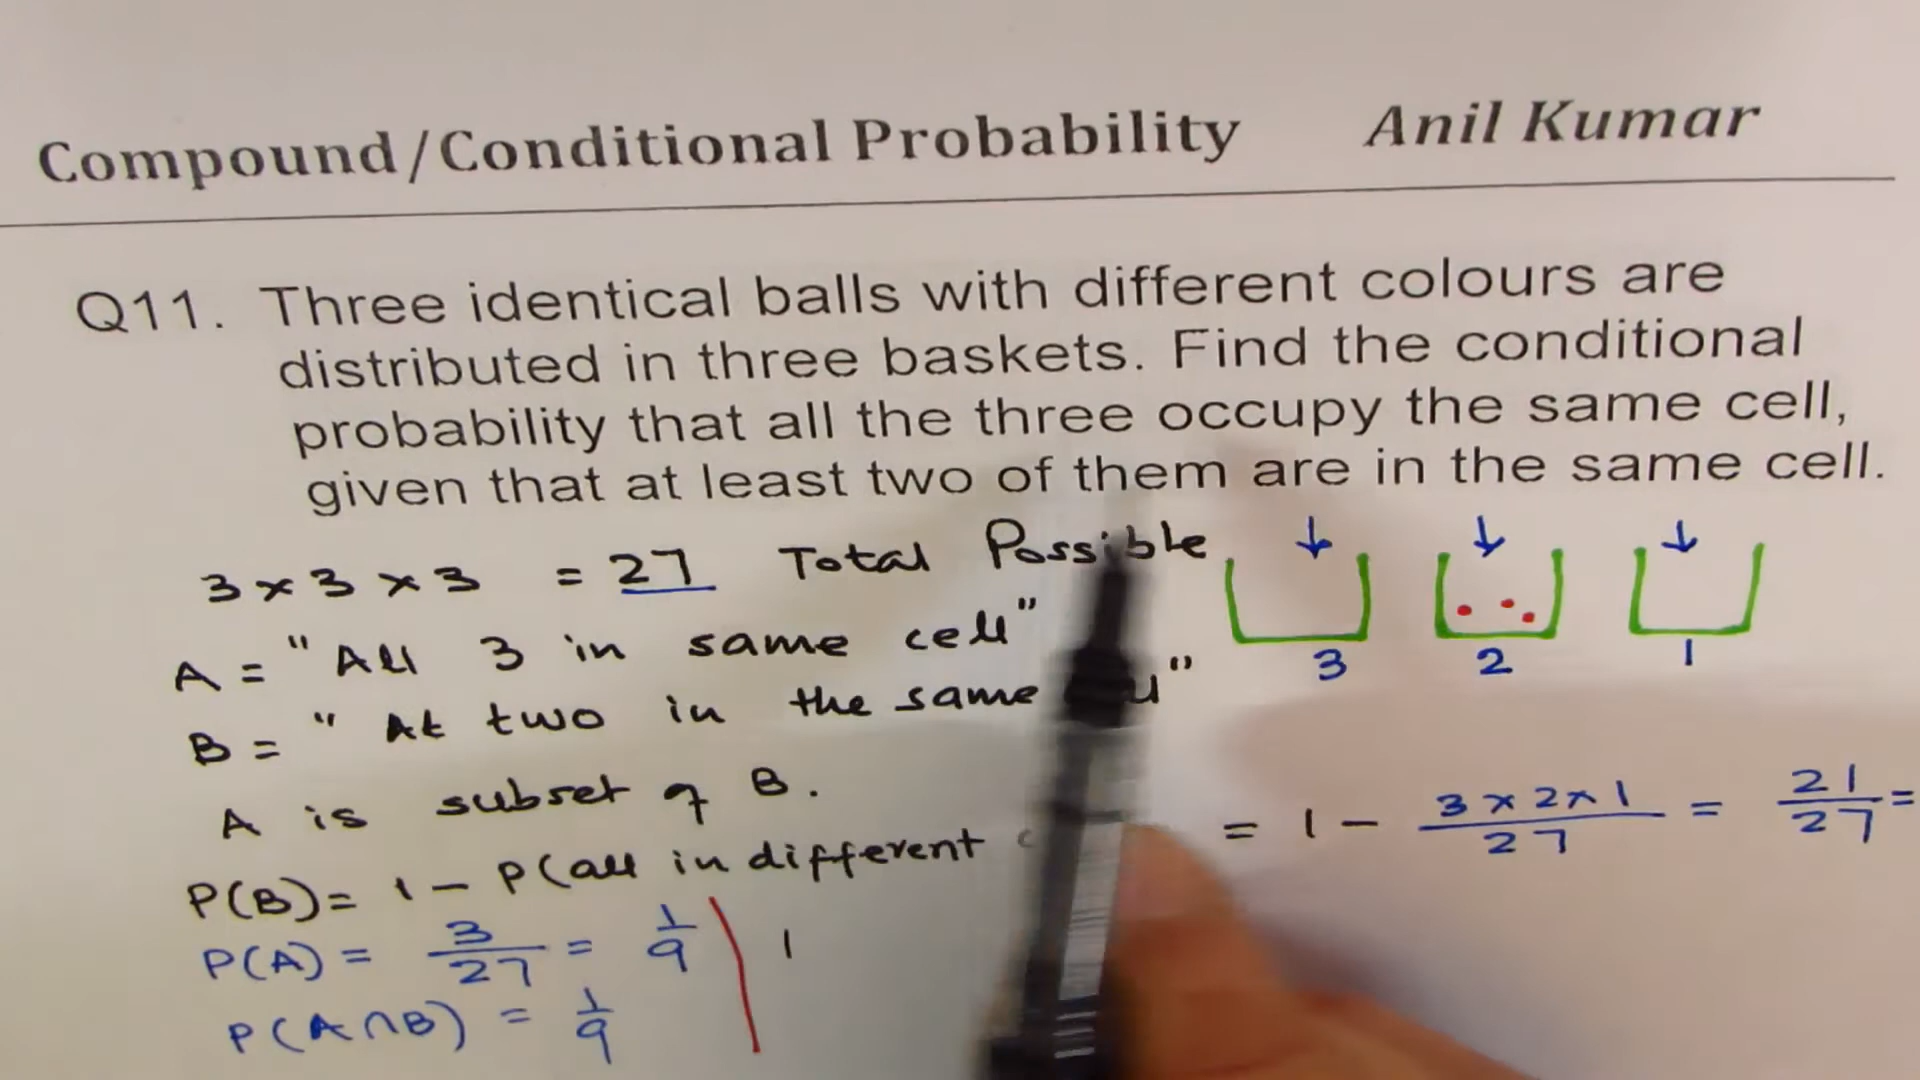 Compound/Conditional Probability Anil Kumar
Q11. Three identical balls with different colours are
distributed in three baskets. Find the conditional
probability that all the three occupy the same cell,
given that at least two of them are in the same cell.
3 x 3 x 3 = 27 Total Possible
A = "All 3 in same cell"
3 2 1
B = "At two in the same
A is subset of B.
P(B) = 1 - P(all in different = 1 - 3x2x1/27 = 21/27 =
P(A) = 3/27 = 1/9 1
P(A∩B) = 1/9